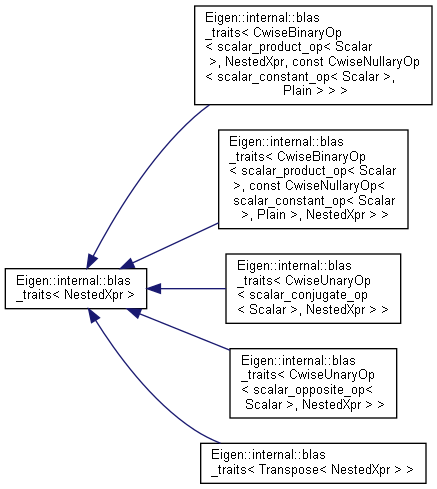 Eigen::internal::blas
_traits< CwiseBinaryOp
< scalar_product_op< Scalar
>, NestedXpr, const CwiseNullaryOp
< scalar_constant_op< Scalar >,
Plain > > >
Eigen::internal::blas
_traits< CwiseBinaryOp
< scalar_product_op< Scalar
>, const CwiseNullaryOp<
scalar_constant_op< Scalar
>, Plain >, NestedXpr > >
Eigen::internal::blas
_traits< CwiseUnaryOp
< scalar_conjugate_op
< Scalar >, NestedXpr > >
Eigen::internal::blas
_traits< NestedXpr >
Eigen::internal::blas
_traits< CwiseUnaryOp
< scalar_opposite_op<
Scalar >, NestedXpr > >
Eigen::internal::blas
_traits< Transpose< NestedXpr > >